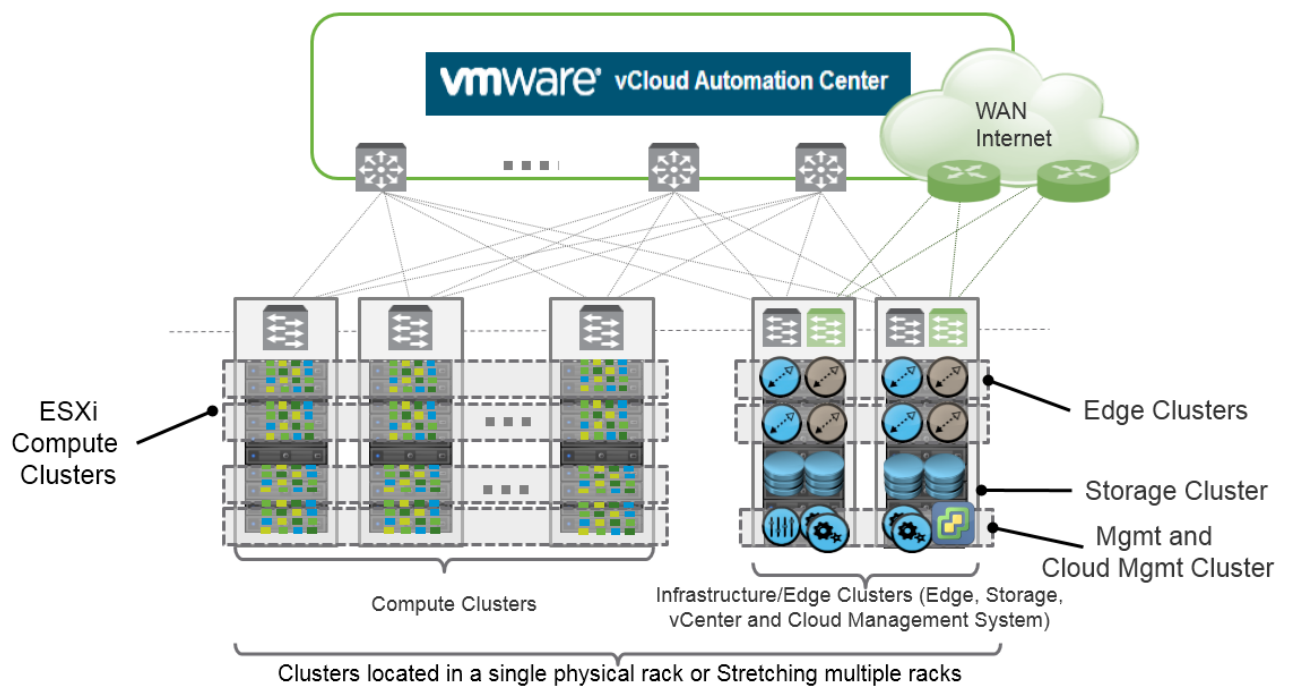 vmware® vCloud Automation Center
WAN
Internet
ESXi
Compute
Clusters
Edge Clusters
Storage Cluster
Mgmt and
Cloud Mgmt Cluster
Compute Clusters
Infrastructure/Edge Clusters (Edge, Storage,
vCenter and Cloud Management System)
Clusters located in a single physical rack or Stretching multiple racks